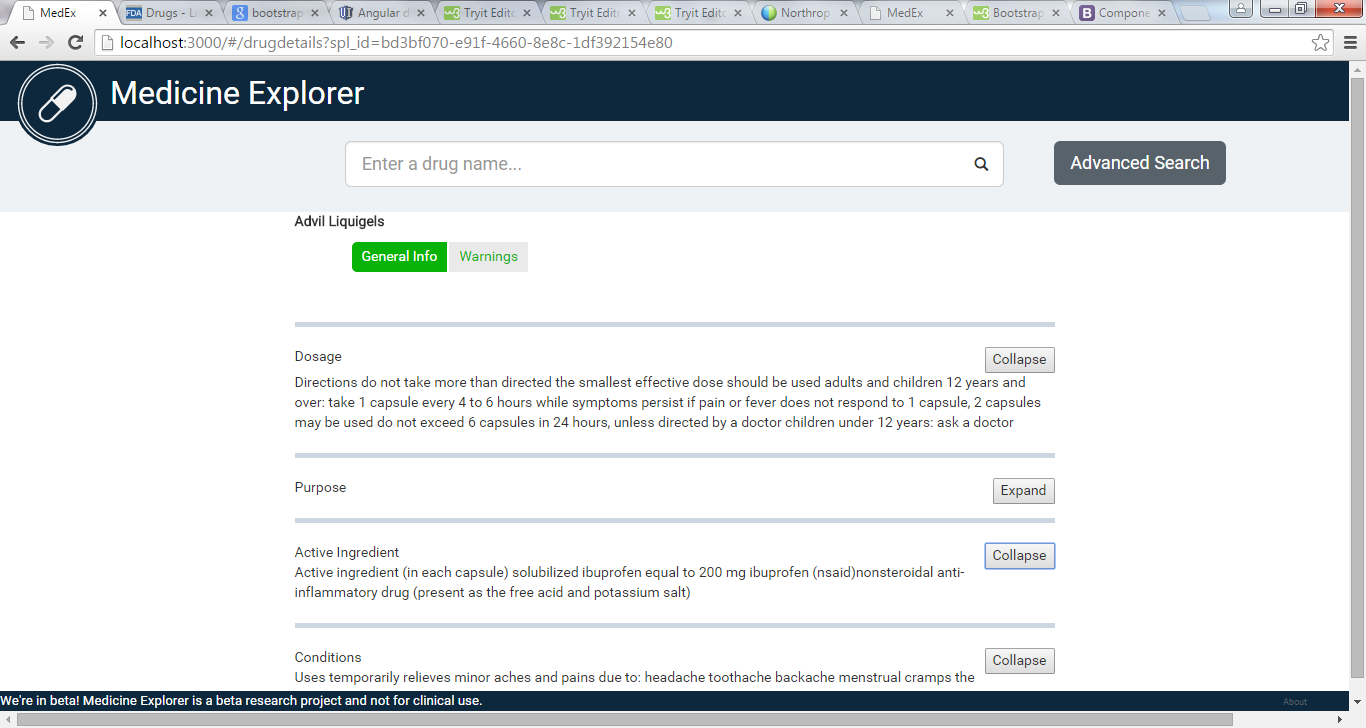 MedEx
Drugs - La
bootstrap
Angular d
Tryit Edito
Tryit Edit
Tryit Edito
Northrop
MedEx
Bootstrap
Compone
localhost:3000/#/drugdetails?spl_id=bd3bf070-e91f-4660-8e8c-1df392154e80
Medicine Explorer
Enter a drug name...
Advanced Search
Advil Liquigels
General Info
Warnings
Dosage
Collapse
Directions do not take more than directed the smallest effective dose should be used adults and children 12 years and
over: take 1 capsule every 4 to 6 hours while symptoms persist if pain or fever does not respond to 1 capsule, 2 capsules
may be used do not exceed 6 capsules in 24 hours, unless directed by a doctor children under 12 years: ask a doctor
Purpose
Expand
Active Ingredient
Collapse
Active ingredient (in each capsule) solubilized ibuprofen equal to 200 mg ibuprofen (nsaid)nonsteroidal anti-
inflammatory drug (present as the free acid and potassium salt)
Conditions
Collapse
Uses temporarily relieves minor aches and pains due to: headache toothache backache menstrual cramps the
We're in beta! Medicine Explorer is a beta research project and not for clinical use.
About